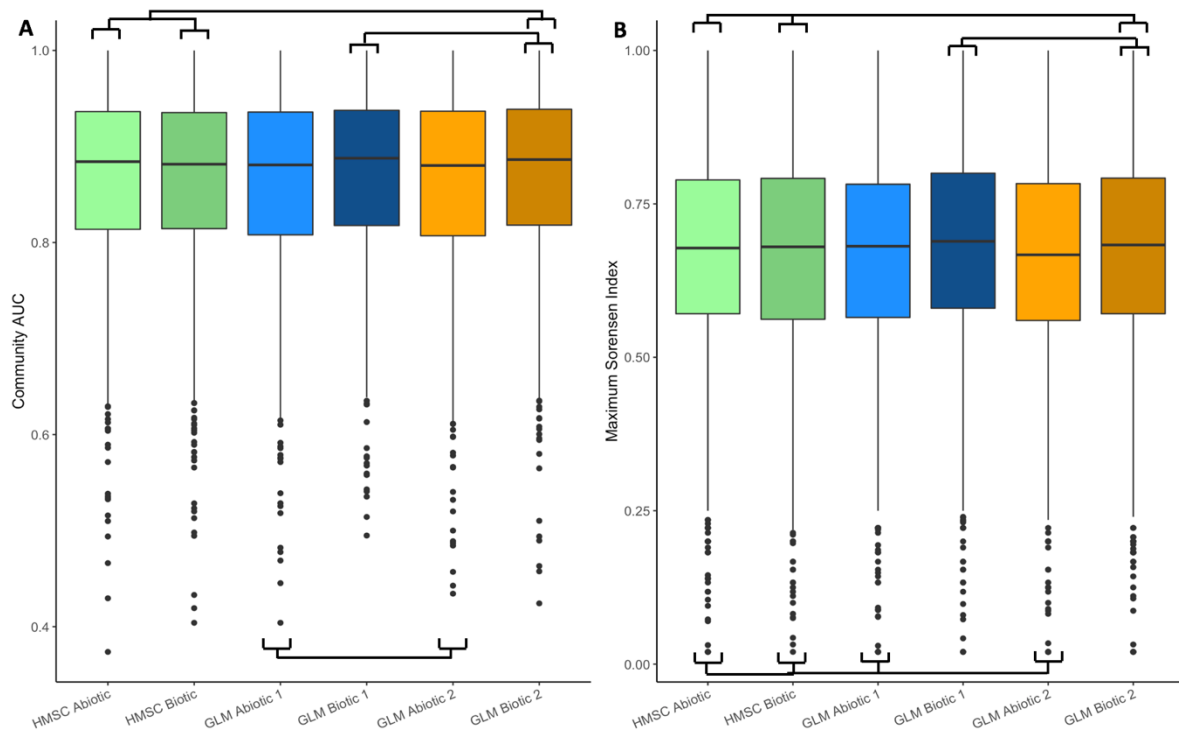 A
Community AUC
1.0
0.8
0.6
0.4
HMSC Abiotic
HMSC Biotic
GLM Abiotic 1
GLM Biotic 1
GLM Abiotic 2
GLM Biotic 2
B
Maximum Sorensen Index
1.00
0.75
0.50
0.25
0.00
HMSC Abiotic
HMSC Biotic
GLM Abiotic 1
GLM Biotic 1
GLM Abiotic 2
GLM Biotic 2